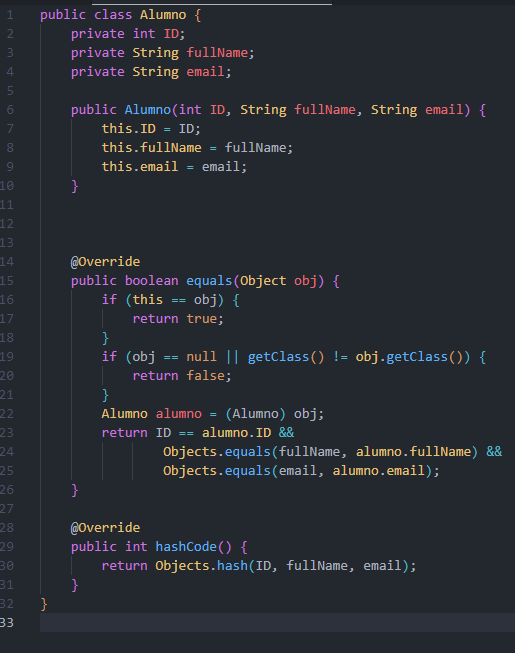 1 public class Alumno {
2     private int ID;
3     private String fullName;
4     private String email;
5
6     public Alumno(int ID, String fullName, String email) {
7         this.ID = ID;
8         this.fullName = fullName;
9         this.email = email;
10     }
11
12
13
14     @Override
15     public boolean equals(Object obj) {
16         if (this == obj) {
17             return true;
18         }
19         if (obj == null || getClass() != obj.getClass()) {
20             return false;
21         }
22         Alumno alumno = (Alumno) obj;
23         return ID == alumno.ID &&
24                 Objects.equals(fullName, alumno.fullName) &&
25                 Objects.equals(email, alumno.email);
26     }
27
28     @Override
29     public int hashCode() {
30         return Objects.hash(ID, fullName, email);
31     }
32 }
33